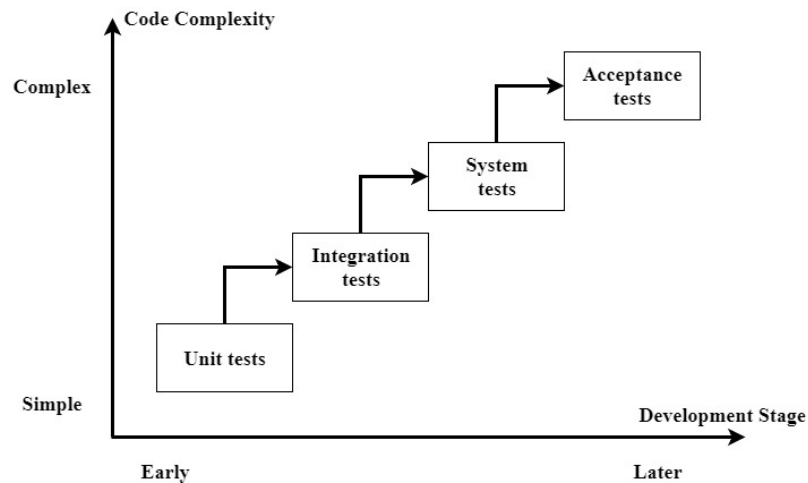 Code Complexity
Complex
Acceptance
tests
System
tests
Integration
tests
Unit tests
Simple
Development Stage
Early
Later